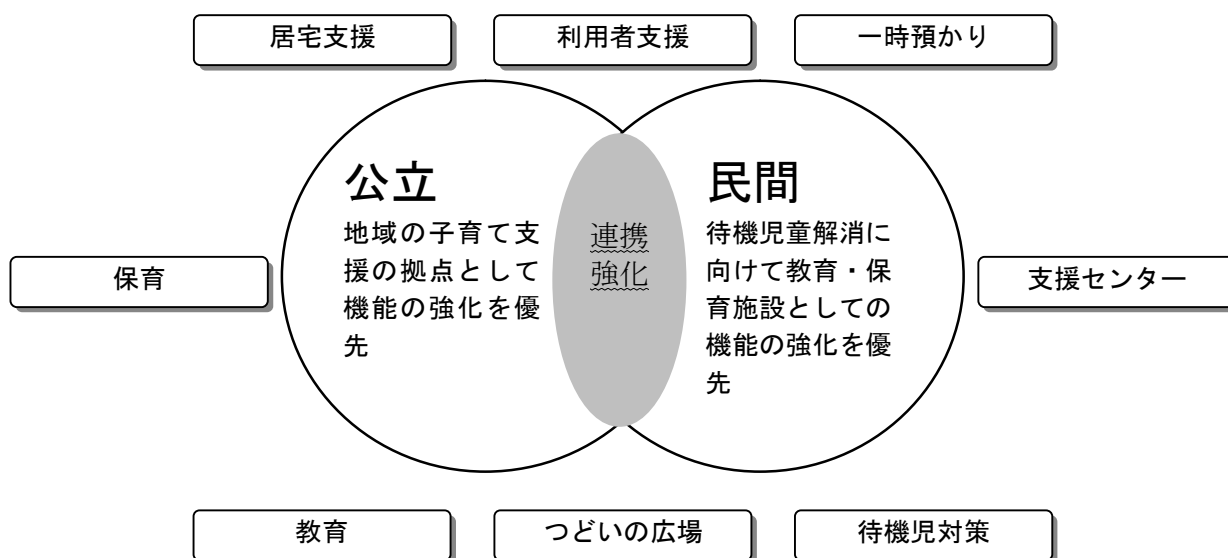 居宅支援
利用者支援
一時預かり
公立
地域の子育て支
援の拠点として
機能の強化を優
先
連携
強化
民間
待機児童解消に
向けて教育・保
育施設としての
機能の強化を優
先
保育
支援センター
教育
つどいの広場
待機児対策